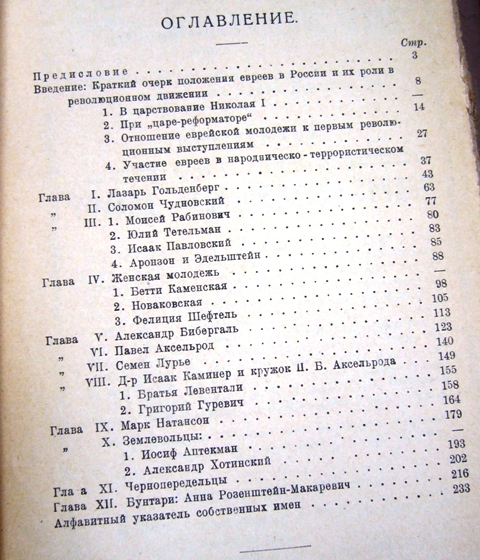 ОГЛАВЛЕНИЕ.
Стр.
Предисловие . . . 3
Введение: Краткий очерк положения евреев в России и их роли в
революционном движении . . . 8
1. В царствование Николая I . . . —
2. При „царе-реформаторе“ . . . 14
3. Отношение еврейской молодежи к первым револю-
ционным выступлениям . . . 27
4. Участие евреев в народническо-террористическом
течении . . . 37
Глава I. Лазарь Гольденберг . . . 43
„ II. Соломон Чудновский . . . 63
„ III. 1. Моисей Рабинович . . . 77
2. Юлий Тетельман . . . 80
3. Исаак Павловский . . . 83
4. Аронзон и Эдельштейн . . . 85
Глава IV. Женская молодежь . . . 88
1. Бетти Каменская . . . —
2. Новаковская . . . 98
3. Фелиция Шефтель . . . 105
Глава V. Александр Бибергаль . . . 113
„ VI. Павел Аксельрод . . . 123
„ VII. Семен Лурье . . . 140
„ VIII. Д-р Исаак Каминер и кружок П. Б. Аксельрода . . . 149
1. Братья Левентали . . . 155
2. Григорий Гуревич . . . 158
Глава IX. Марк Натансон . . . 164
„ X. Землевольцы: . . . 179
1. Иосиф Аптекман . . . —
2. Александр Хотинский . . . 193
Гла а XI. Чернопередельцы . . . 202
Глава XII. Бунтари: Анна Розенштейн-Макаревич . . . 216
Алфавитный указатель собственных имен . . . 233